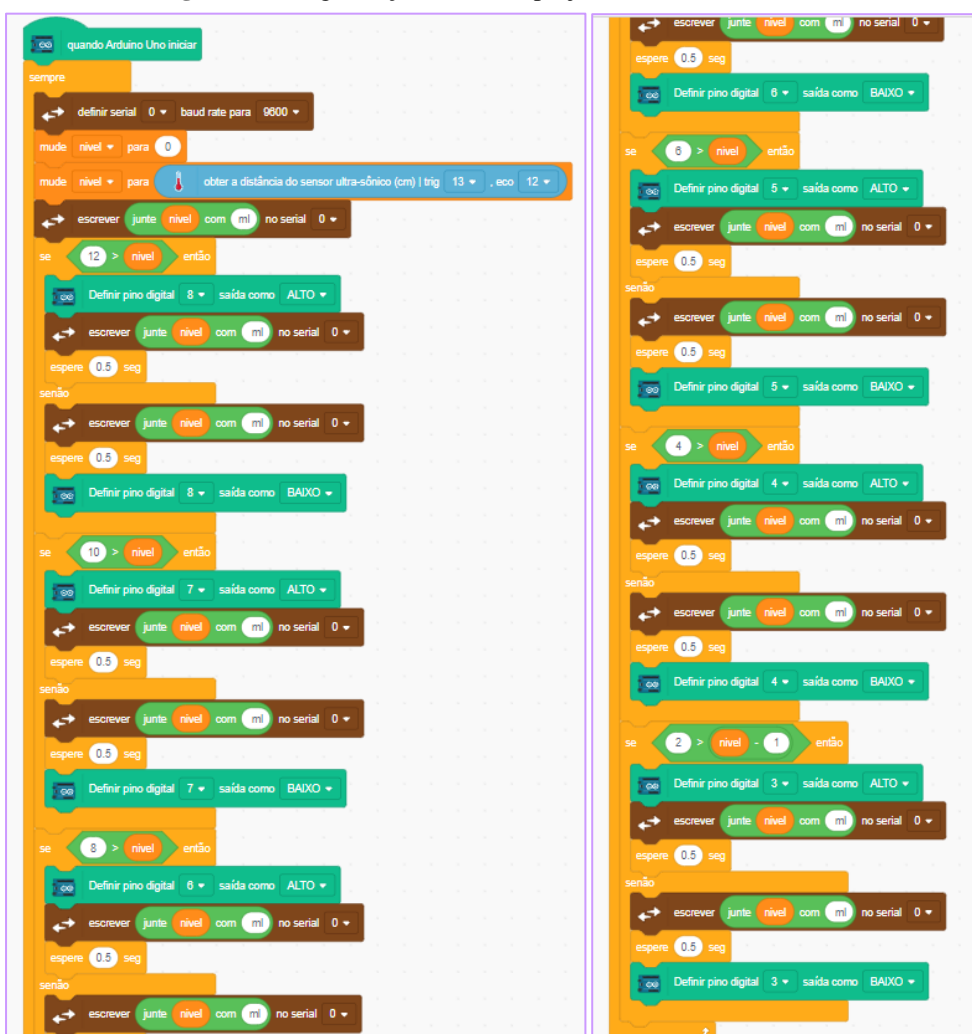 quando Arduino Uno iniciar
sempre
definir serial 0 baud rate para 9600
mude nivel para 0
mude nivel para obter a distância do sensor ultra-sônico (cm) | trig 13 , eco 12
escrever junte nivel com ml no serial 0
se 12 > nivel então
Definir pino digital 8 saída como ALTO
escrever junte nivel com ml no serial 0
espere 0.5 seg
senão
escrever junte nivel com ml no serial 0
espere 0.5 seg
Definir pino digital 8 saída como BAIXO
se 10 > nivel então
Definir pino digital 7 saída como ALTO
escrever junte nivel com ml no serial 0
espere 0.5 seg
senão
escrever junte nivel com ml no serial 0
espere 0.5 seg
Definir pino digital 7 saída como BAIXO
se 8 > nivel então
Definir pino digital 6 saída como ALTO
escrever junte nivel com ml no serial 0
espere 0.5 seg
senão
escrever junte nivel com ml no serial 0
escrever junte nivel com ml no serial 0
espere 0.5 seg
Definir pino digital 6 saída como BAIXO
se 6 > nivel então
Definir pino digital 5 saída como ALTO
escrever junte nivel com ml no serial 0
espere 0.5 seg
senão
escrever junte nivel com ml no serial 0
espere 0.5 seg
Definir pino digital 5 saída como BAIXO
se 4 > nivel então
Definir pino digital 4 saída como ALTO
escrever junte nivel com ml no serial 0
espere 0.5 seg
senão
escrever junte nivel com ml no serial 0
espere 0.5 seg
Definir pino digital 4 saída como BAIXO
se 2 > nivel - 1 então
Definir pino digital 3 saída como ALTO
escrever junte nivel com ml no serial 0
espere 0.5 seg
senão
escrever junte nivel com ml no serial 0
espere 0.5 seg
Definir pino digital 3 saída como BAIXO